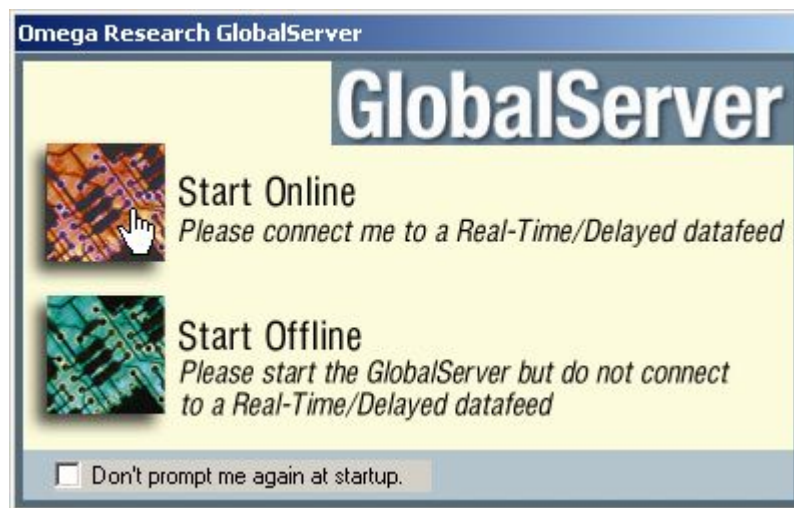 Omega Research GlobalServer
GlobalServer
Start Online
Please connect me to a Real-Time/Delayed datafeed
Start Offline
Please start the GlobalServer but do not connect
to a Real-Time/Delayed datafeed
Don't prompt me again at startup.